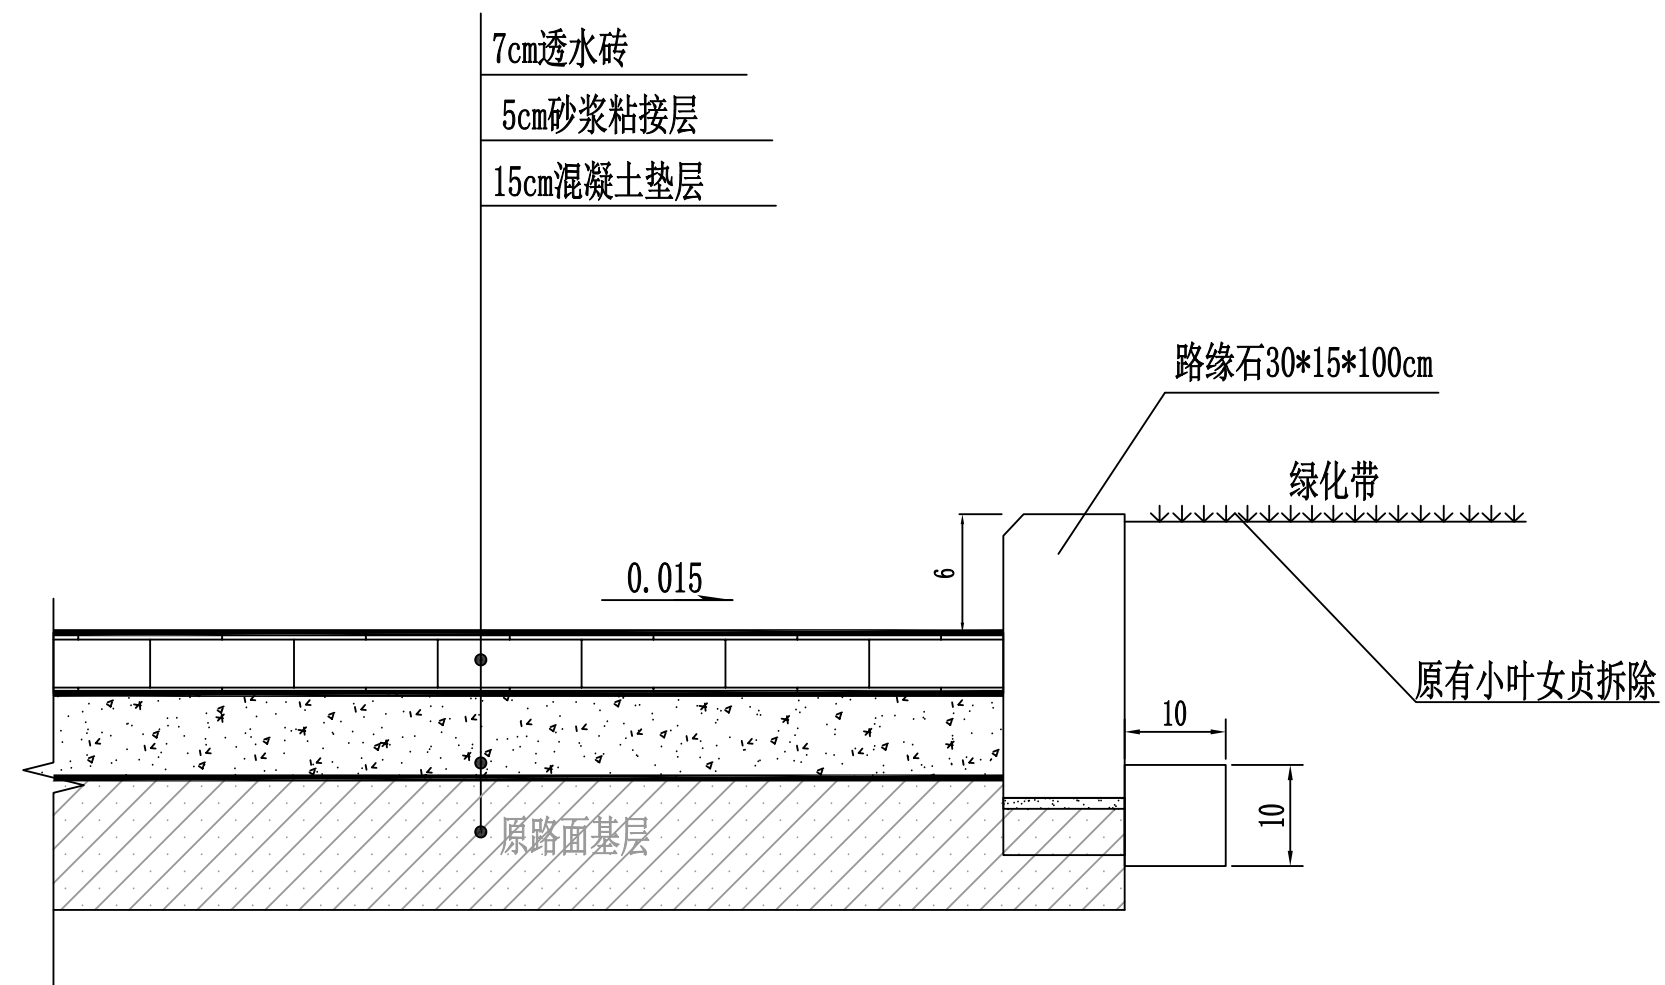 7cm透水砖
5cm砂浆粘接层
15cm混凝土垫层
路缘石30*15*100cm
绿化带
0.015
6
原有小叶女贞拆除
10
10
原路面基层